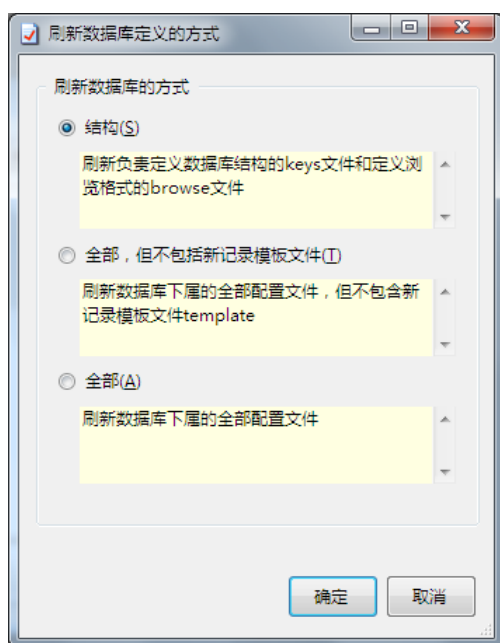 刷新数据库定义的方式
刷新数据库的方式
结构(S)
刷新负责定义数据库结构的keys文件和定义浏
览格式的browse文件
全部，但不包括新记录模板文件(T)
刷新数据库下属的全部配置文件，但不包含新
记录模板文件template
全部(A)
刷新数据库下属的全部配置文件
确定
取消